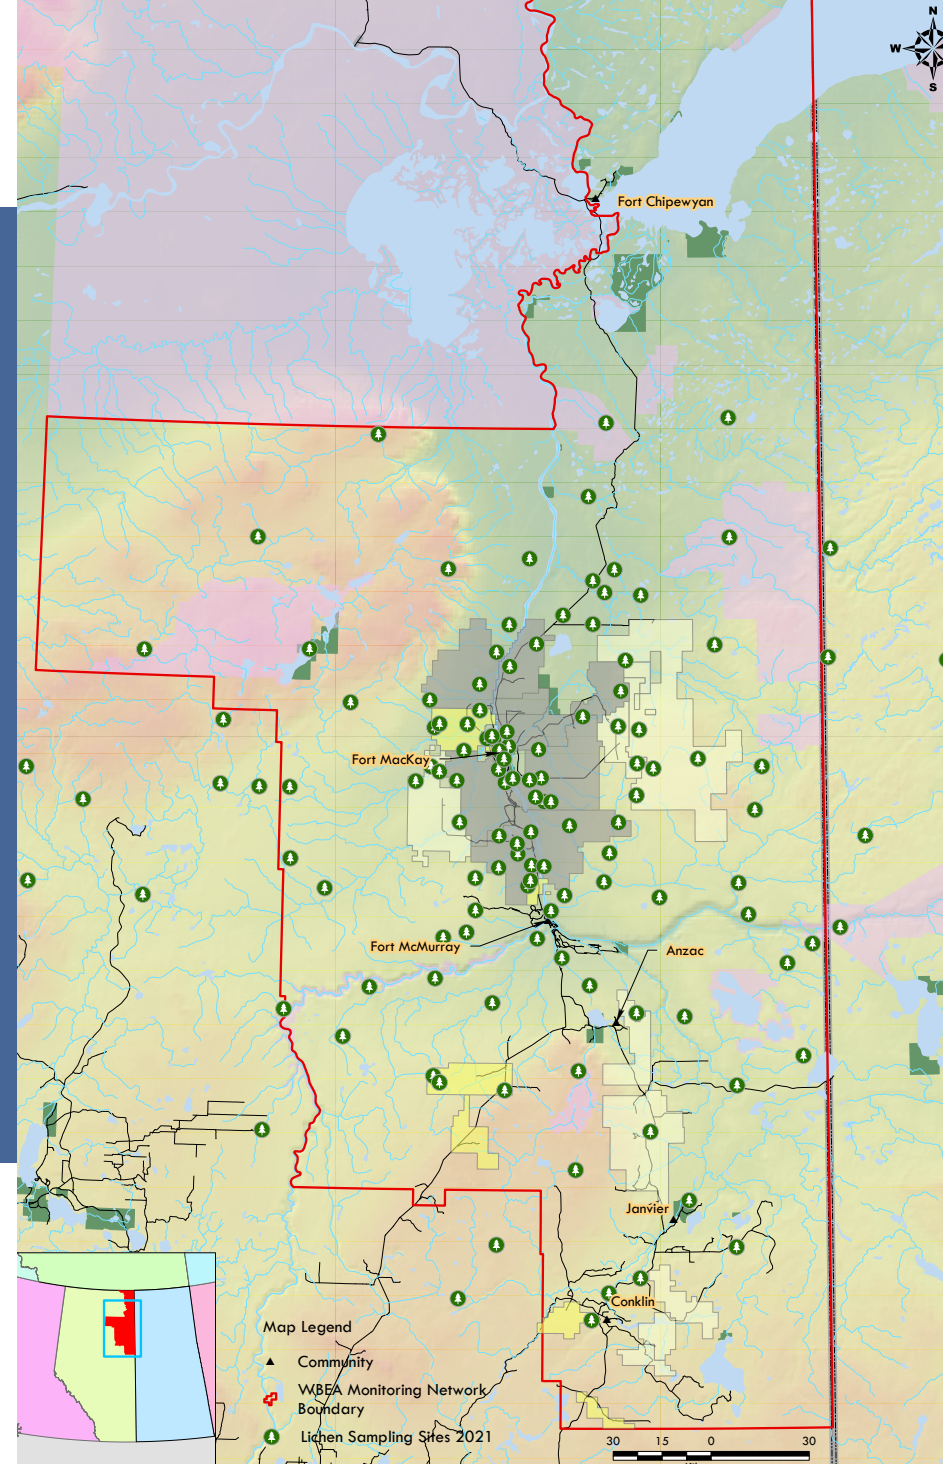 N
W
S
Fort Chipewyan
Fort MacKay
Fort McMurray
Anzac
Janvier
Conklin
Map Legend
Community
WBEA Monitoring Network
Boundary
Lichen Sampling Sites 2021
30 15 0 30